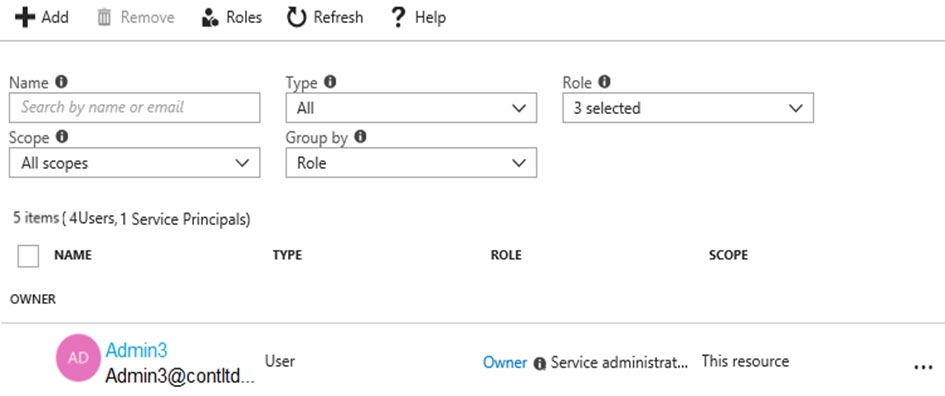 Add Remove Roles Refresh ? Help
Name Type Role
Search by name or email All 3 selected
Scope Group by
All scopes Role
5 items ( 4Users, 1 Service Principals)
NAME TYPE ROLE SCOPE
OWNER
AD Admin3 User Owner Service administrat... This resource ...
Admin3@contltd...